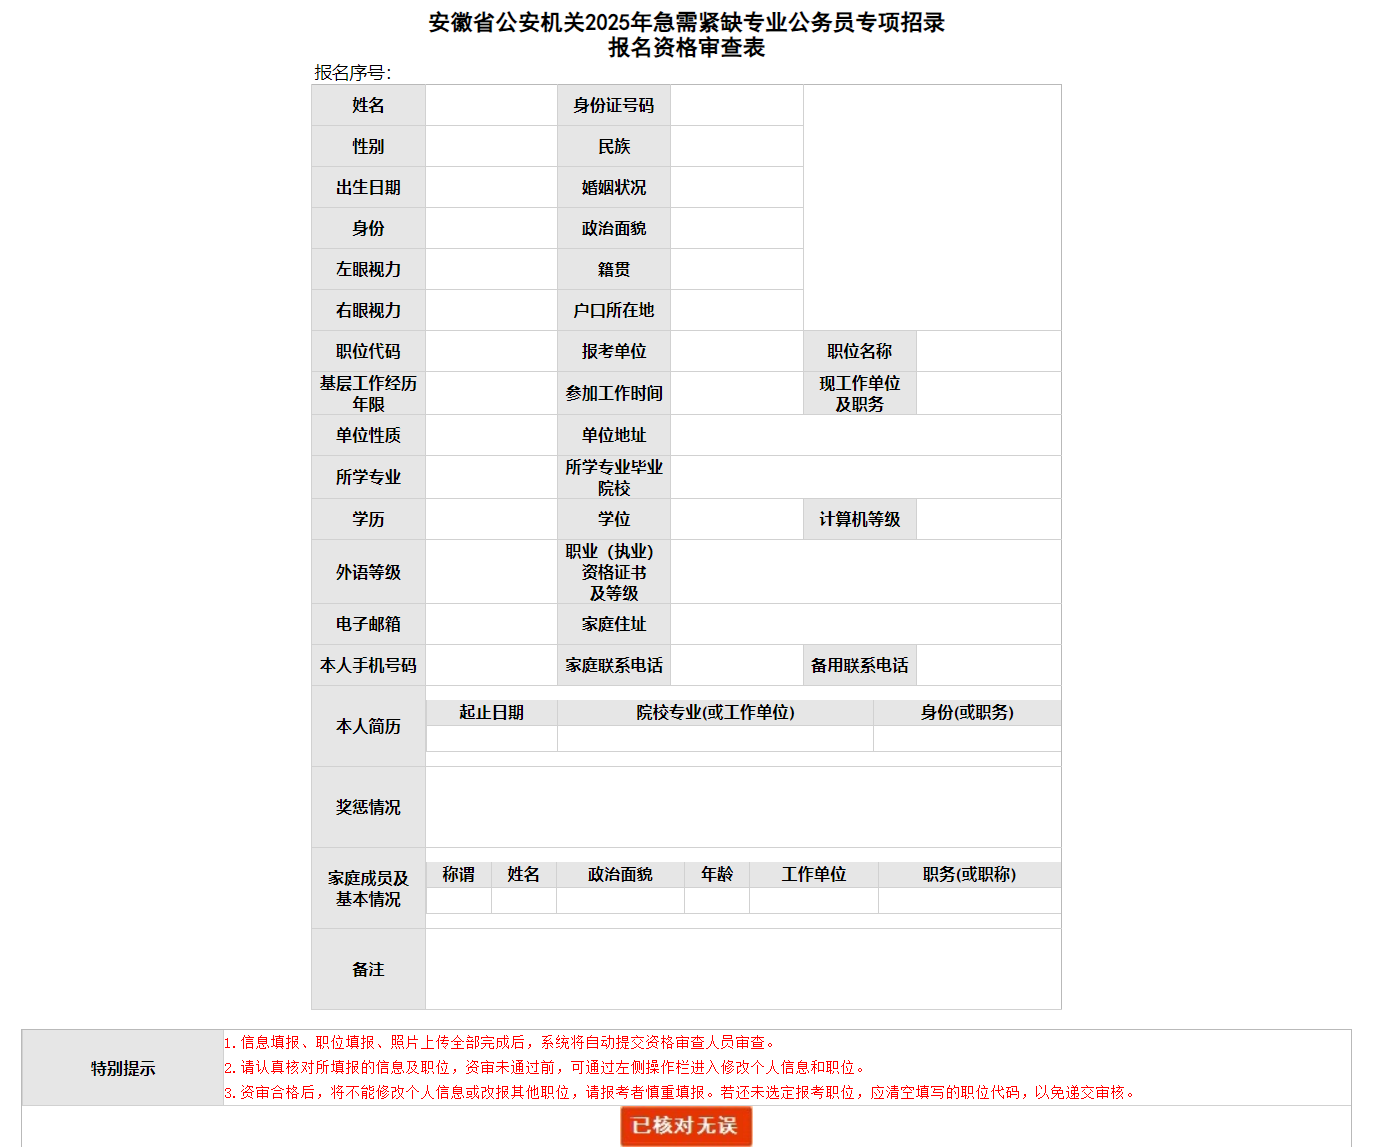 安徽省公安机关2025年急需紧缺专业公务员专项招录
报名资格审查表
报名序号：
姓名 身份证号码
性别 民族
出生日期 婚姻状况
身份 政治面貌
左眼视力 籍贯
右眼视力 户口所在地
职位代码 报考单位 职位名称
基层工作经历
年限
参加工作时间
现工作单位
及职务
单位性质 单位地址
所学专业
所学专业毕业
院校
学历 学位 计算机等级
外语等级
职业（执业）
资格证书
及等级
电子邮箱 家庭住址
本人手机号码 家庭联系电话 备用联系电话
本人简历
起止日期 院校专业(或工作单位) 身份(或职务)
奖惩情况
家庭成员及
基本情况
称谓 姓名 政治面貌 年龄 工作单位 职务(或职称)
备注
特别提示
1. 信息填报、职位填报、照片上传全部完成后，系统将自动提交资格审查人员审查。
2. 请认真核对所填报的信息及职位，资审未通过前，可通过左侧操作栏进入修改个人信息和职位。
3. 资审合格后，将不能修改个人信息或改报其他职位，请报考者慎重填报。若还未选定报考职位，应清空填写的职位代码，以免递交审核。
已核对无误